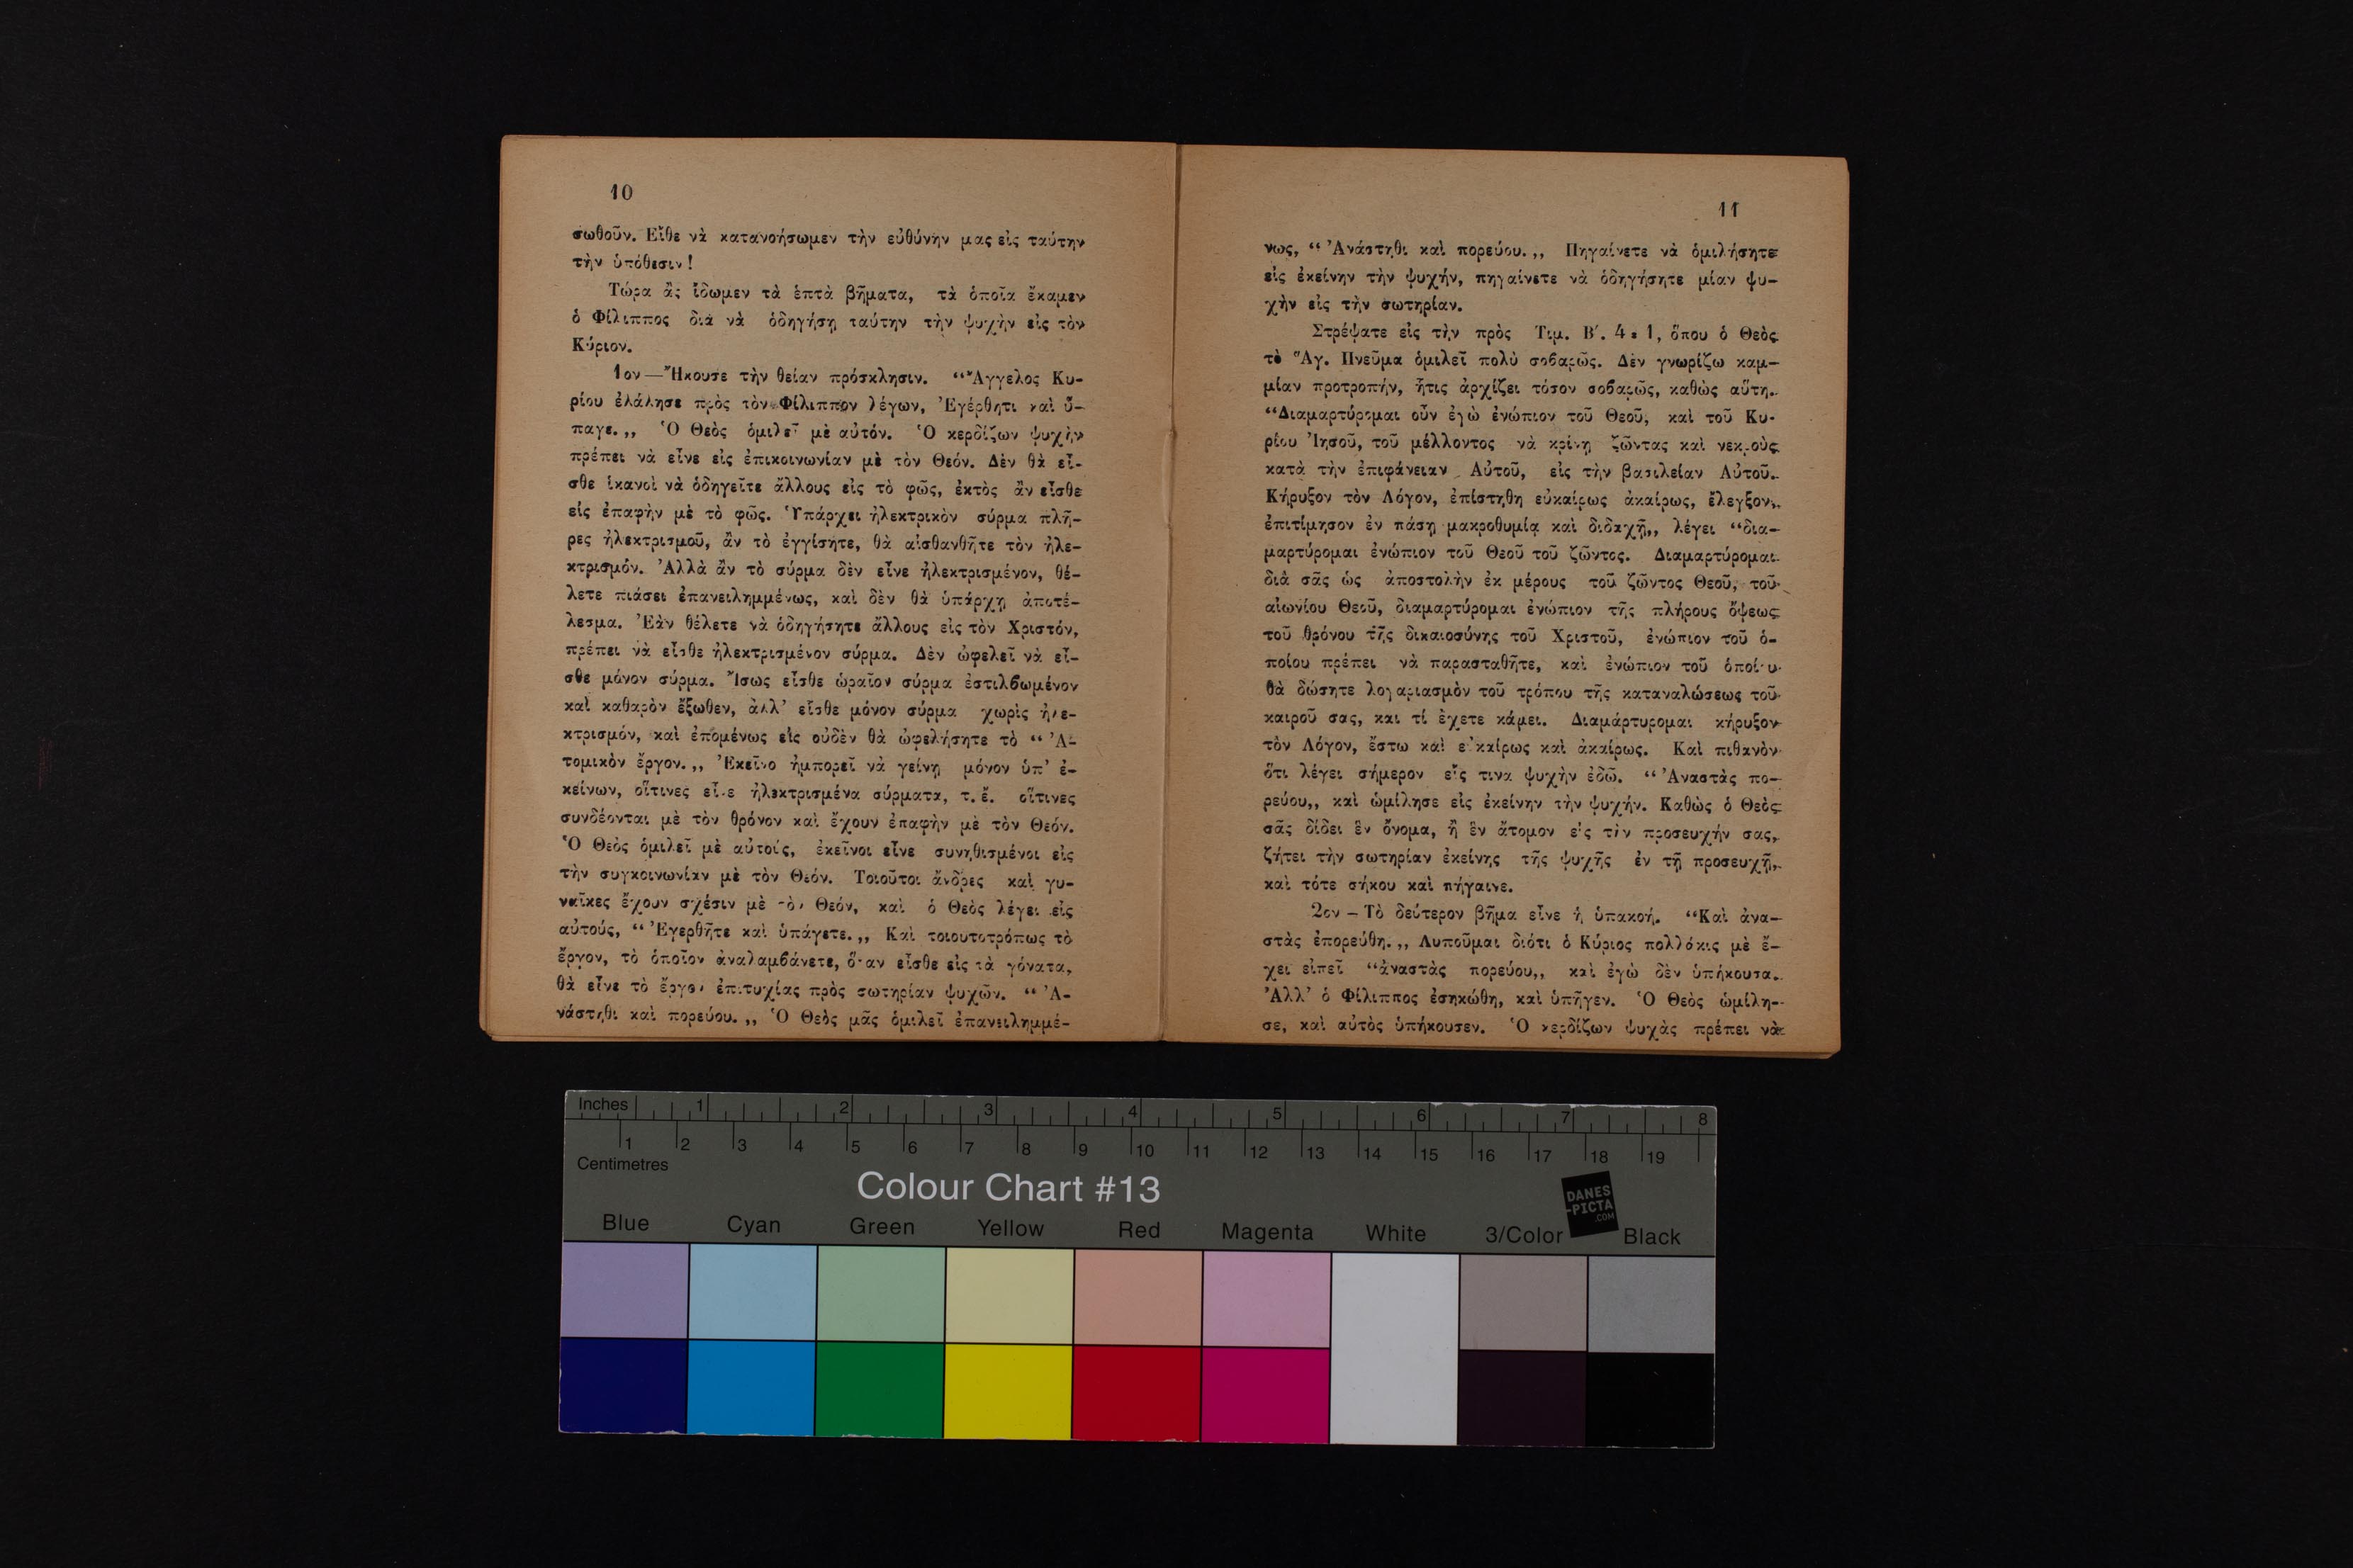 10
σωθοῦν. Εἴθε νὰ κατανοήσωμεν τὴν εὐθύνην μας εἰς ταύτην
τὴν ὑπόθεσιν!
Τώρα ἄς ἴδωμεν τὰ ἑπτὰ βῆματα, τὰ ὁποῖα ἔκαμεν
ὁ Φίλιππος διὰ νὰ ὁδηγήσῃ ταύτην τὴν ψυχὴν εἰς τὸν
Κύριον.
1ον—Ἤκουσε τὴν θείαν πρόσκλησιν. “Ἄγγελος Κυ-
ρίου ἐλάλησε πρὸς τὸν Φίλιππον λέγων, Ἐγέρθητι καὶ ὕ-
παγε.„ Ὁ Θεὸς ὁμιλεῖ μὲ αὐτόν. Ὁ κερδίζων ψυχὴν
πρέπει νὰ εἶνε εἰς ἐπικοινωνίαν μὲ τὸν Θεόν. Δὲν θὰ εἶ-
σθε ἱκανοὶ νὰ ὁδηγεῖτε ἄλλους εἰς τὸ φῶς, ἐκτὸς ἂν εἶσθε
εἰς ἐπαφὴν μὲ τὸ φῶς. Ὑπάρχει ἠλεκτρικὸν σύρμα πλῆ-
ρες ἠλεκτρισμοῦ, ἂν τὸ ἐγγίσητε, θὰ αἰσθανθῆτε τὸν ἠλε-
κτρισμόν. Ἀλλὰ ἂν τὸ σύρμα δὲν εἶνε ἠλεκτρισμένον, θέ-
λετε πιάσει ἐπανειλημμένως, καὶ δὲν θὰ ὑπάρχῃ ἀποτέ-
λεσμα. Ἐὰν θέλετε νὰ ὁδηγήσητε ἄλλους εἰς τὸν Χριστόν,
πρέπει νὰ εἶσθε ἠλεκτρισμένον σύρμα. Δὲν ὠφελεῖ νὰ εἶ-
σθε μόνον σύρμα. Ἴσως εἶσθε ὡραῖον σύρμα ἐστιλβωμένον
καὶ καθαρὸν ἔξωθεν, ἀλλ’ εἶσθε μόνον σύρμα χωρὶς ἠλε-
κτρισμόν, καὶ ἑπομένως εἰς οὐδὲν θὰ ὠφελήσητε τὸ “ Ἀ-
τομικὸν ἔργον.„ Ἐκεῖνο ἠμπορεῖ νὰ γείνῃ μόνον ὑπ’ ἐ-
κείνων, οἵτινες εἶνε ἠλεκτρισμένα σύρματα, τ. ἔ. οἵτινες
συνδέονται μὲ τὸν θρόνον καὶ ἔχουν ἐπαφὴν μὲ τὸν Θεόν.
Ὁ Θεὸς ὁμιλεῖ μὲ αὐτούς, ἐκεῖνοι εἶνε συνηθισμένοι εἰς
τὴν συγκοινωνίαν μὲ τὸν Θεόν. Τοιοῦτοι ἄνδρες καὶ γυ-
ναῖκες ἔχουν σχέσιν μὲ τὸν Θεόν, καὶ ὁ Θεὸς λέγει εἰς
αὐτούς, “ Ἐγερθῆτε καὶ ὑπάγετε.„ Καὶ τοιουτοτρόπως τὸ
ἔργον, τὸ ὁποῖον ἀναλαμβάνετε, ὅταν εἶσθε εἰς τὰ γόνατα,
θὰ εἶνε τὸ ἔργον ἐπιτυχίας πρὸς σωτηρίαν ψυχῶν. “ Ἀ-
νάστηθι καὶ πορεύου.„ Ὁ Θεὸς μᾶς ὁμιλεῖ ἐπανειλημμέ-
11
νως, “ Ἀνάστηθι καὶ πορεύου.„ Πηγαίνετε νὰ ὁμιλήσητε
εἰς ἐκείνην τὴν ψυχήν, πηγαίνετε νὰ ὁδηγήσητε μίαν ψυ-
χὴν εἰς τὴν σωτηρίαν.
Στρέψατε εἰς τὴν πρὸς Τιμ. Β΄. 4 : 1, ὅπου ὁ Θεὸς
τὸ Ἅγ. Πνεῦμα ὁμιλεῖ πολὺ σοβαρῶς. Δὲν γνωρίζω καμ-
μίαν προτροπήν, ἥτις ἀρχίζει τόσον σοβαρῶς, καθὼς αὕτη.
“Διαμαρτύρομαι οὖν ἐγὼ ἐνώπιον τοῦ Θεοῦ, καὶ τοῦ Κυ-
ρίου Ἰησοῦ, τοῦ μέλλοντος νὰ κρίνῃ ζῶντας καὶ νεκροὺς
κατὰ τὴν ἐπιφάνειαν Αὐτοῦ, εἰς τὴν βασιλείαν Αὐτοῦ.
Κήρυξον τὸν Λόγον, ἐπίστηθη εὐκαίρως ἀκαίρως, ἔλεγξον,
ἐπιτίμησον ἐν πάσῃ μακροθυμίᾳ καὶ διδαχῇ„ λέγει “δια-
μαρτύρομαι ἐνώπιον τοῦ Θεοῦ τοῦ ζῶντος. Διαμαρτύρομαι
διὰ σᾶς ὡς ἀποστολὴν ἐκ μέρους τοῦ ζῶντος Θεοῦ, τοῦ
αἰωνίου Θεοῦ, διαμαρτύρομαι ἐνώπιον τῆς πλήρους ὄψεως
τοῦ θρόνου τῆς δικαιοσύνης τοῦ Χριστοῦ, ἐνώπιον τοῦ ὁ-
ποίου πρέπει νὰ παρασταθῆτε, καὶ ἐνώπιον τοῦ ὁποίου
θὰ δώσητε λογαριασμὸν τοῦ τρόπου τῆς καταναλώσεως τοῦ
καιροῦ σας, και τί ἔχετε κάμει. Διαμάρτυρομαι κήρυξον
τὸν Λόγον, ἔστω καὶ εὐκαίρως καὶ ἀκαίρως. Καὶ πιθανὸν
ὅτι λέγει σήμερον εἴς τινα ψυχὴν ἐδῶ. “ Ἀναστὰς πο-
ρεύου„ καὶ ὡμίλησε εἰς ἐκείνην τὴν ψυχήν. Καθὼς ὁ Θεὸς
σᾶς δίδει ἓν ὄνομα, ἢ ἓν ἄτομον εἰς τὴν προσευχήν σας,
ζήτει τὴν σωτηρίαν ἐκείνης τῆς ψυχῆς ἐν τῇ προσευχῇ,
καὶ τότε σήκου καὶ πήγαινε.
2ον – Τὸ δεύτερον βῆμα εἶνε ἡ ὑπακοή. “Καὶ ἀνα-
στὰς ἐπορεύθη.„ Λυποῦμαι διότι ὁ Κύριος πολλάκις μὲ ἔ-
χει εἰπεῖ “ἀναστὰς πορεύου„ καὶ ἐγὼ δὲν ὑπήκουσα.
Ἀλλ’ ὁ Φίλιππος ἐσηκώθη, καὶ ὑπῆγεν. Ὁ Θεὸς ὡμίλη-
σε, καὶ αὐτὸς ὑπήκουσεν. Ὁ κερδίζων ψυχὰς πρέπει νὰ
Inches 1 2 3 4 5 6 7 8
1 2 3 4 5 6 7 8 9 10 11 12 13 14 15 16 17 18 19
Centimetres
Colour Chart #13
DANES
-PICTA
.COM
Blue Cyan Green Yellow Red Magenta White 3/Color Black